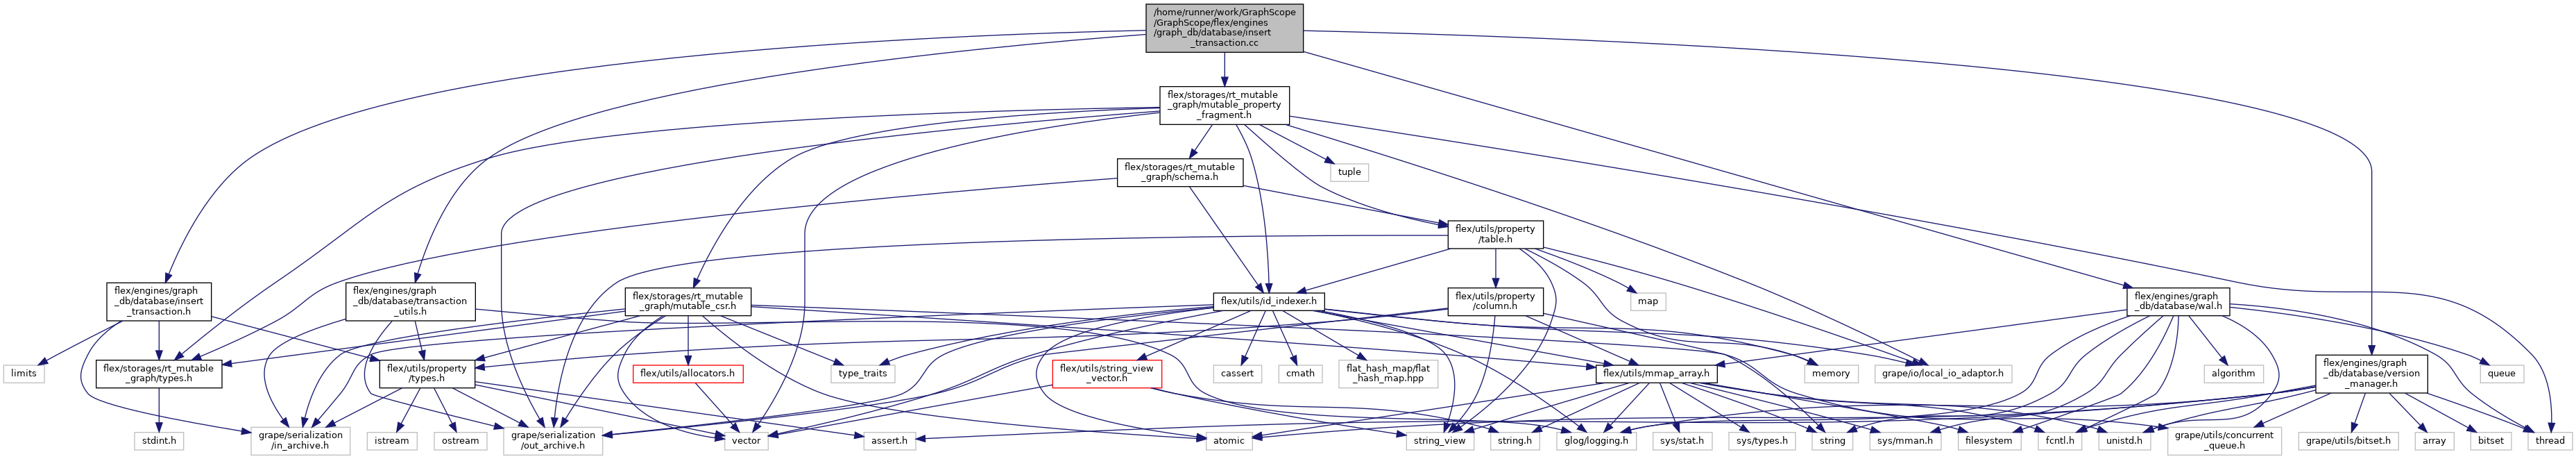 /home/runner/work/GraphScope
/GraphScope/flex/engines
/graph_db/database/insert
_transaction.cc
flex/storages/rt_mutable
_graph/mutable_property
_fragment.h
flex/storages/rt_mutable
_graph/schema.h
tuple
flex/utils/property
/table.h
flex/engines/graph
_db/database/insert
_transaction.h
flex/engines/graph
_db/database/transaction
_utils.h
flex/storages/rt_mutable
_graph/mutable_csr.h
flex/utils/id_indexer.h
flex/utils/property
/column.h
map
flex/engines/graph
_db/database/wal.h
limits
flex/storages/rt_mutable
_graph/types.h
flex/utils/property
/types.h
flex/utils/allocators.h
type_traits
flex/utils/string_view
_vector.h
cassert
cmath
flat_hash_map/flat
_hash_map.hpp
flex/utils/mmap_array.h
memory
grape/io/local_io_adaptor.h
algorithm
flex/engines/graph
_db/database/version
_manager.h
queue
stdint.h
grape/serialization
/in_archive.h
istream
ostream
grape/serialization
/out_archive.h
vector
assert.h
atomic
string_view
string.h
glog/logging.h
sys/stat.h
sys/types.h
string
sys/mman.h
filesystem
fcntl.h
unistd.h
grape/utils/concurrent
_queue.h
grape/utils/bitset.h
array
bitset
thread